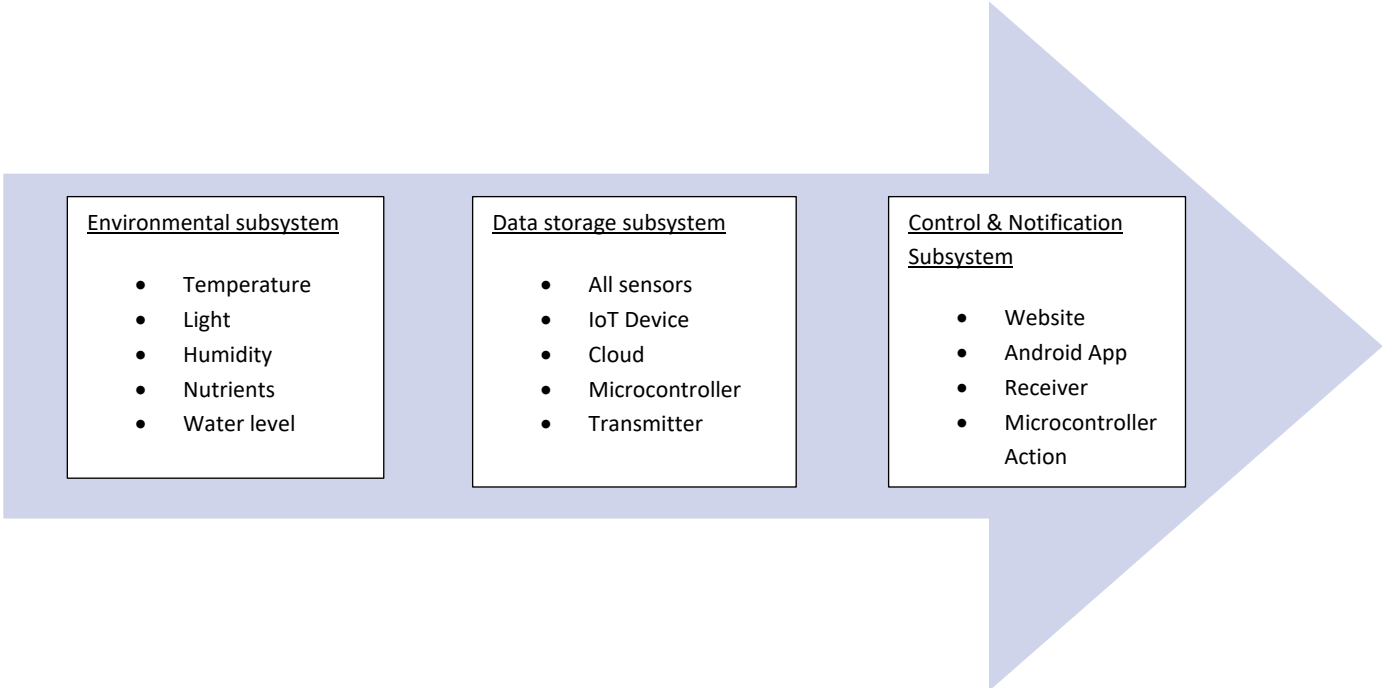 Environmental subsystem
• Temperature
• Light
• Humidity
• Nutrients
• Water level
Data storage subsystem
• All sensors
• IoT Device
• Cloud
• Microcontroller
• Transmitter
Control & Notification
Subsystem
• Website
• Android App
• Receiver
• Microcontroller
Action